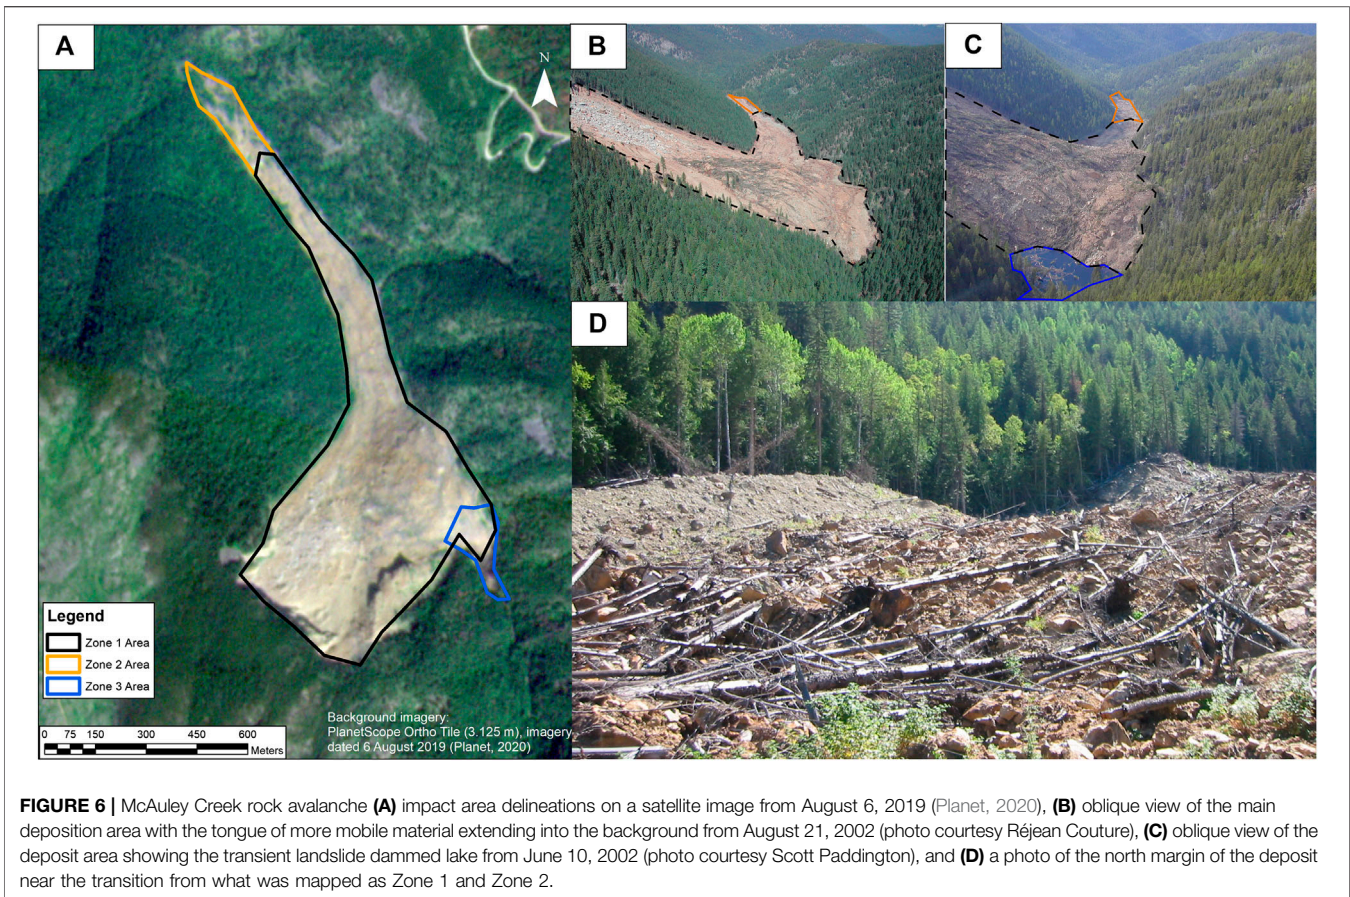 A
N
B
C
D
Legend
Zone 1 Area
Zone 2 Area
Zone 3 Area
0 75 150 300 450 600
Meters
Background imagery:
PlanetScope Ortho Tile (3.125 m), imagery
dated 6 August 2019 (Planet, 2020)
FIGURE 6 | McAuley Creek rock avalanche (A) impact area delineations on a satellite image from August 6, 2019 (Planet, 2020), (B) oblique view of the main
deposition area with the tongue of more mobile material extending into the background from August 21, 2002 (photo courtesy Réjean Couture), (C) oblique view of the
deposit area showing the transient landslide dammed lake from June 10, 2002 (photo courtesy Scott Paddington), and (D) a photo of the north margin of the deposit
near the transition from what was mapped as Zone 1 and Zone 2.